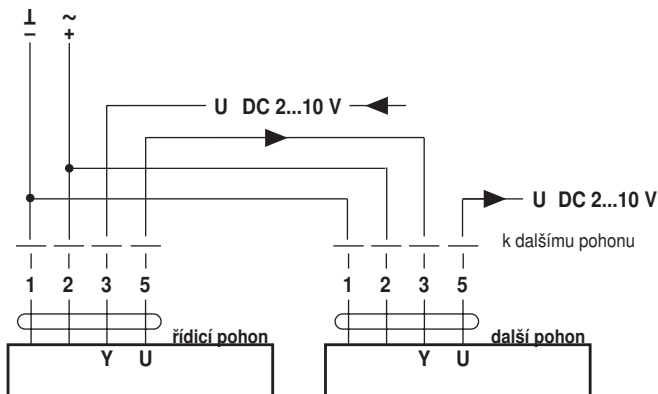 ⊥ ~
– +
U DC 2...10 V
U DC 2...10 V
k dalšímu pohonu
1 2 3 5
1 2 3 5
řídicí pohon
další pohon
Y U
Y U